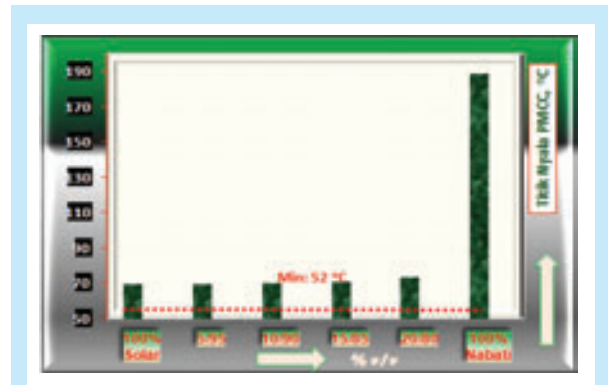 190
170
150
130
110
90
70
50
Min: 52 °C
100% Solar
5/95
10/90
15/85
20/80
100% Nabati
% v/v
Titik Nyala PMCC, °C